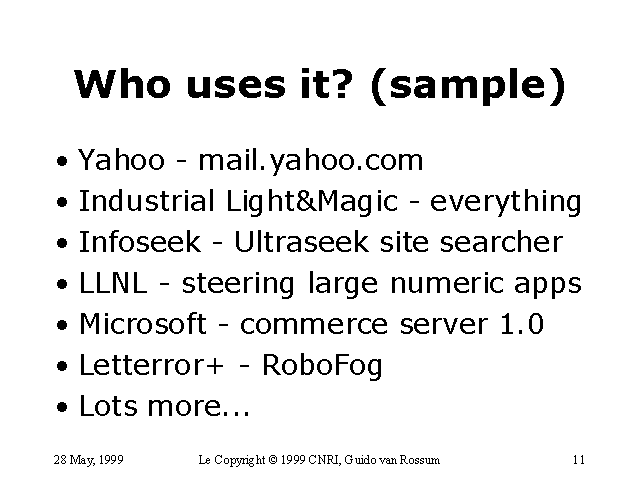 Who uses it? (sample)
• Yahoo - mail.yahoo.com
• Industrial Light&Magic - everything
• Infoseek - Ultraseek site searcher
• LLNL - steering large numeric apps
• Microsoft - commerce server 1.0
• Letterror+ - RoboFog
• Lots more...
28 May, 1999 Le Copyright © 1999 CNRI, Guido van Rossum 11